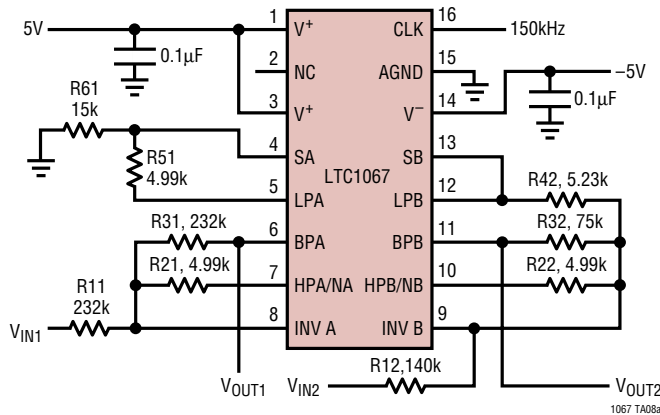 5V
0.1µF
R61
15k
R51
4.99k
R31, 232k
R21, 4.99k
R11
232k
VIN1
VOUT1
1
V+
2
NC
3
V+
4
SA
5
LPA
6
BPA
7
HPA/NA
8
INV A
LTC1067
16
CLK
150kHz
15
AGND
14
V−
–5V
0.1µF
13
SB
12
LPB
R42, 5.23k
11
BPB
R32, 75k
10
HPB/NB
R22, 4.99k
9
INV B
R12,140k
VIN2
VOUT2
1067 TA08a